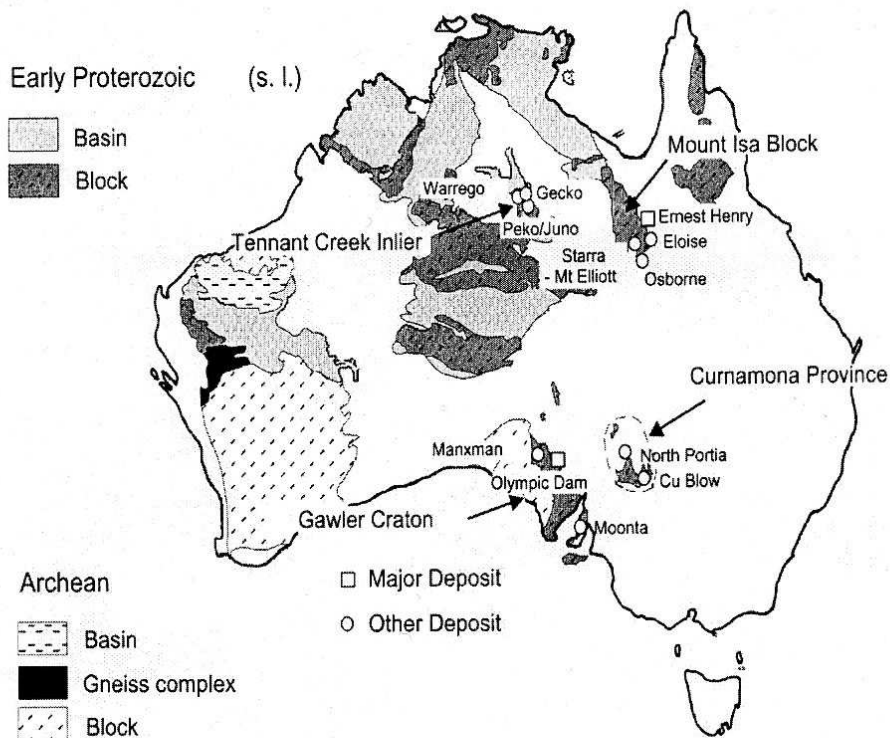 Early Proterozoic (s. l.)
Basin
Block
Mount Isa Block
Warrego
Gecko
Ernest Henry
Peko/Juno
Tennant Creek Inlier
Starra
- Mt Elliott
Eloise
Osborne
Curnamona Province
Manxman
North Portia
Olympic Dam
Cu Blow
Gawler Craton
Moonta
Archean
Major Deposit
Other Deposit
Basin
Gneiss complex
Block